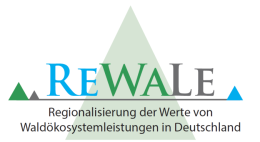 REWALE
Regionalisierung der Werte von
Waldökosystemleistungen in Deutschland